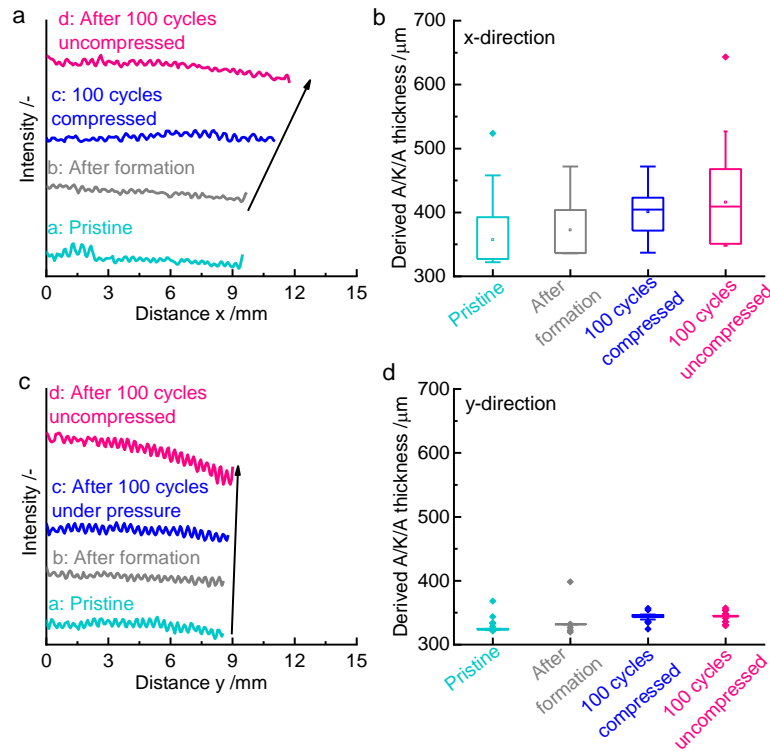 a
d: After 100 cycles
uncompressed
c: 100 cycles
compressed
b: After formation
a: Pristine
Intensity /-
0 3 6 9 12 15
Distance x /mm
b
x-direction
700
600
500
400
300
Derived A/K/A thickness /μm
Pristine
After
formation
100 cycles
compressed
100 cycles
uncompressed
c
d: After 100 cycles
uncompressed
c: After 100 cycles
under pressure
b: After formation
a: Pristine
Intensity /-
0 3 6 9 12 15
Distance y /mm
d
y-direction
700
600
500
400
300
Derived A/K/A thickness /μm
Pristine
After
formation
100 cycles
compressed
100 cycles
uncompressed